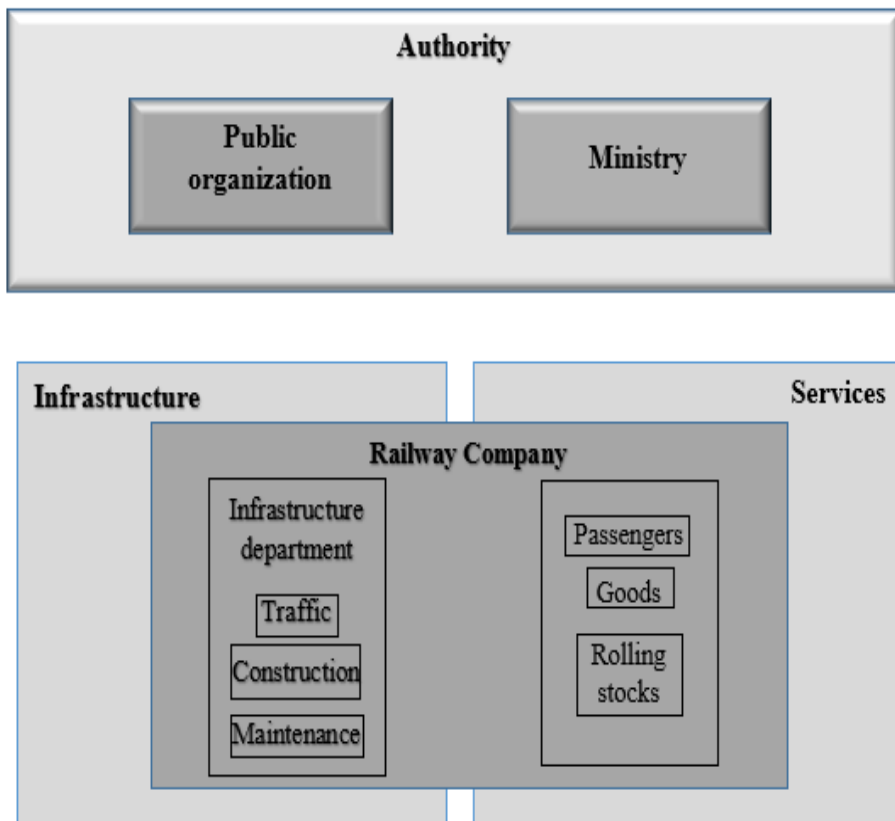 Authority
Public
organization
Ministry
Infrastructure
Services
Railway Company
Infrastructure
department
Traffic
Construction
Maintenance
Passengers
Goods
Rolling
stocks